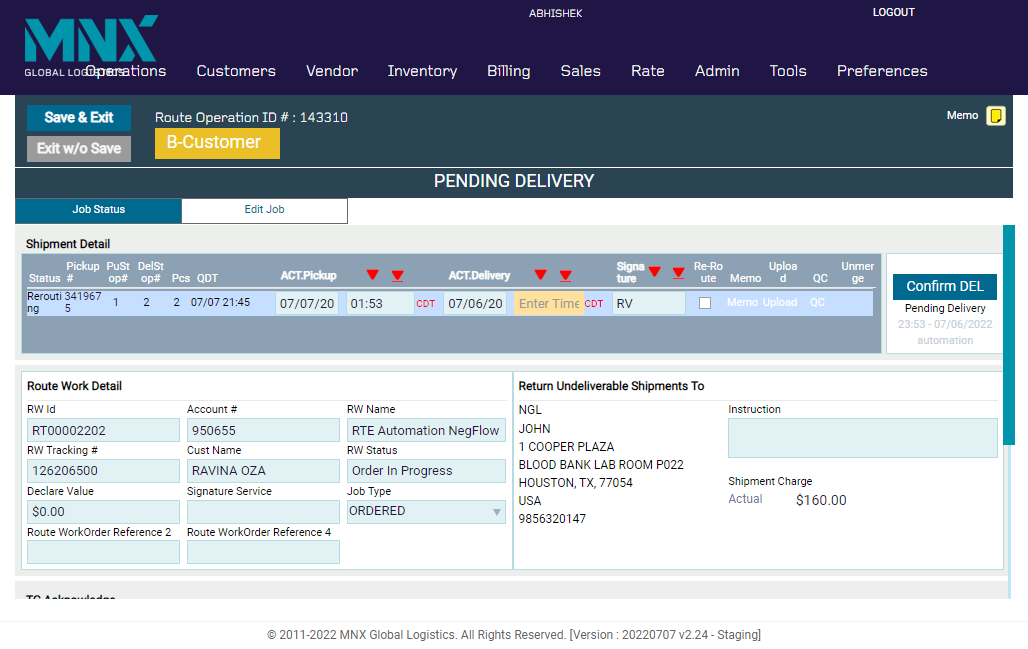 ABHISHEK
LOGOUT
MNX
GLOBAL LOGISTICS
Operations Customers Vendor Inventory Billing Sales Rate Admin Tools Preferences
Save & Exit
Route Operation ID # : 143310
Memo
Exit w/o Save
B-Customer
PENDING DELIVERY
Job Status Edit Job
Shipment Detail
Status Pickup # PuStop# DelStop# Pcs QDT ACT.Pickup ACT.Delivery Signature Re-Route Memo Upload QC Unmerge
Rerouting 3419675 1 2 2 07/07 21:45 07/07/20 01:53 CDT 07/06/20 Enter Time CDT RV Memo Upload QC
Confirm DEL
Pending Delivery
23:53 - 07/06/2022
automation
Route Work Detail
RW Id Account # RW Name
RT00002202 950655 RTE Automation NegFlow
RW Tracking # Cust Name RW Status
126206500 RAVINA OZA Order In Progress
Declare Value Signature Service Job Type
$0.00 ORDERED
Route WorkOrder Reference 2 Route WorkOrder Reference 4
Return Undeliverable Shipments To
NGL
JOHN
1 COOPER PLAZA
BLOOD BANK LAB ROOM P022
HOUSTON, TX, 77054
USA
9856320147
Instruction
Shipment Charge
Actual $160.00
TC Acknowledge
© 2011-2022 MNX Global Logistics. All Rights Reserved. [Version : 20220707 v2.24 - Staging]